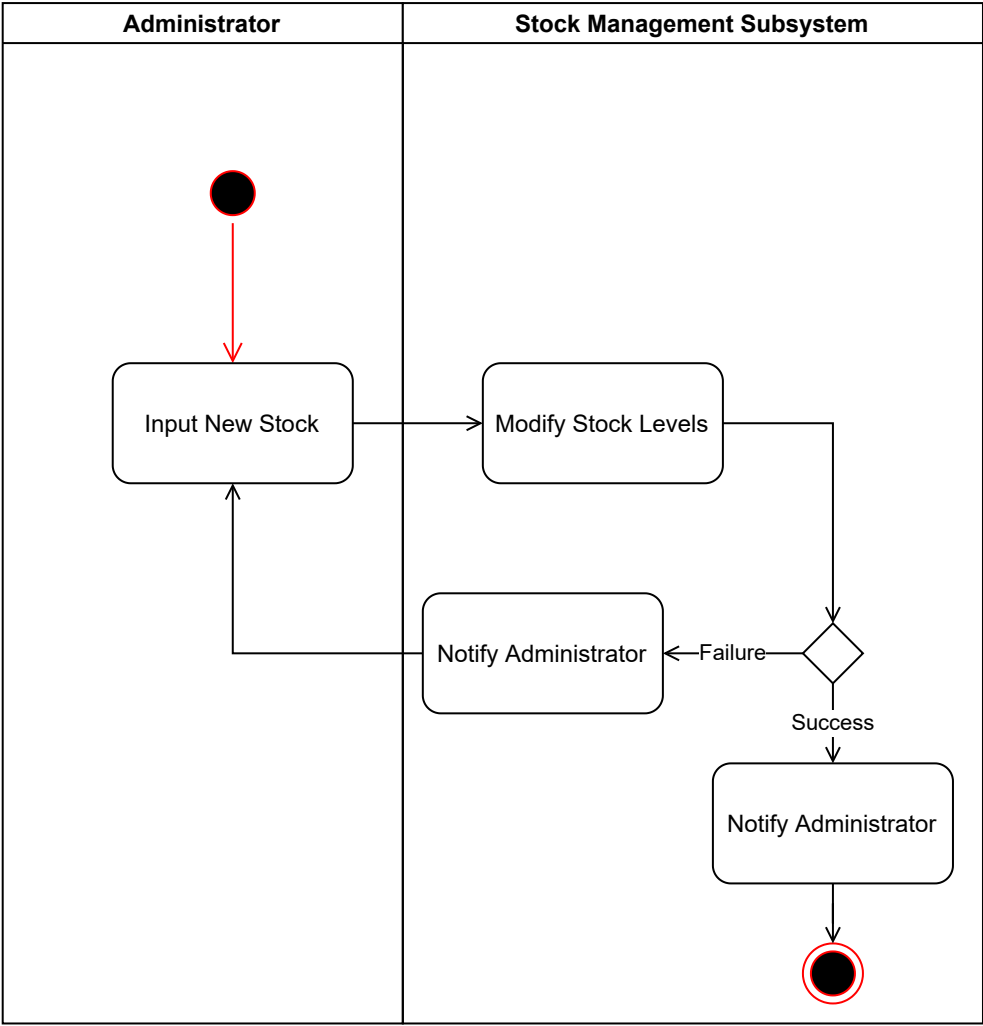 Administrator
Stock Management Subsystem
Input New Stock
Modify Stock Levels
Notify Administrator
Failure
Success
Notify Administrator